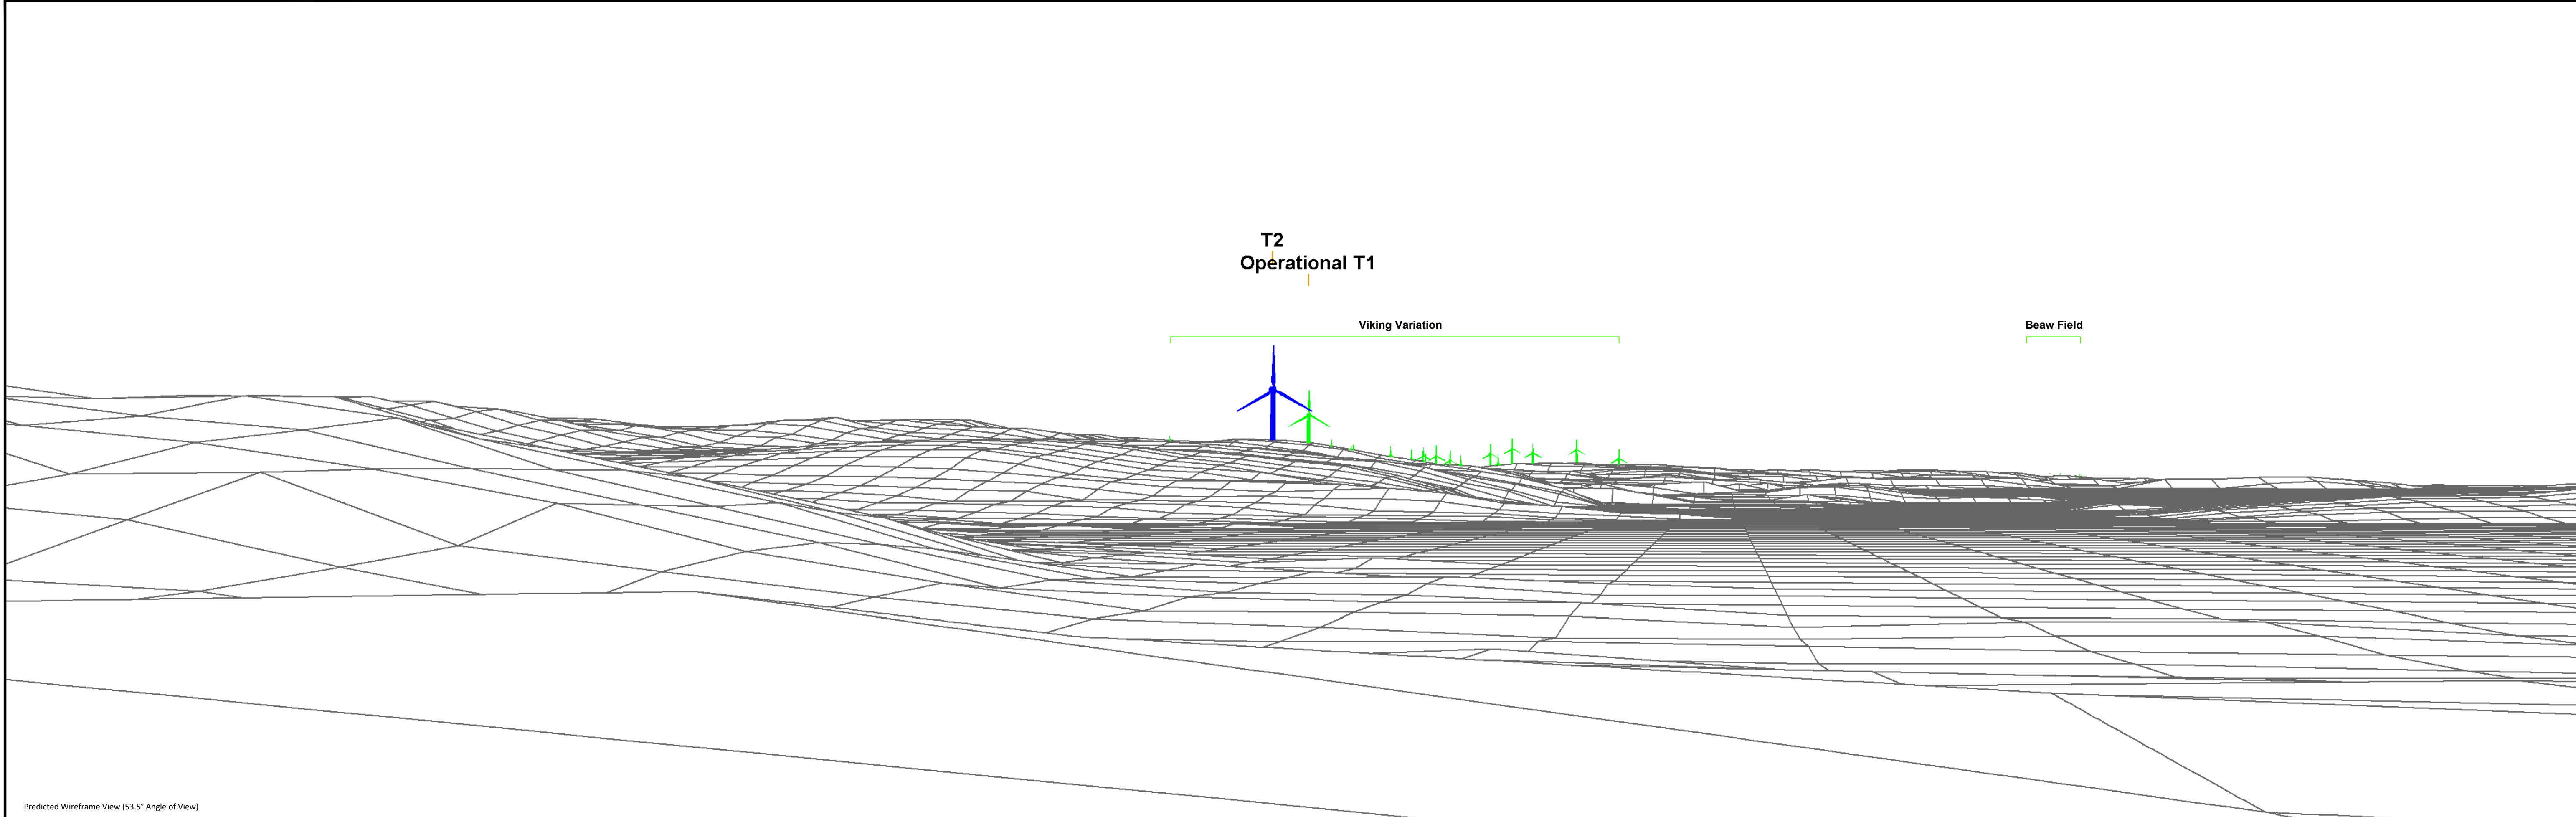 T2
Operational T1
Viking Variation
Beaw Field
Predicted Wireframe View (53.5° Angle of View)